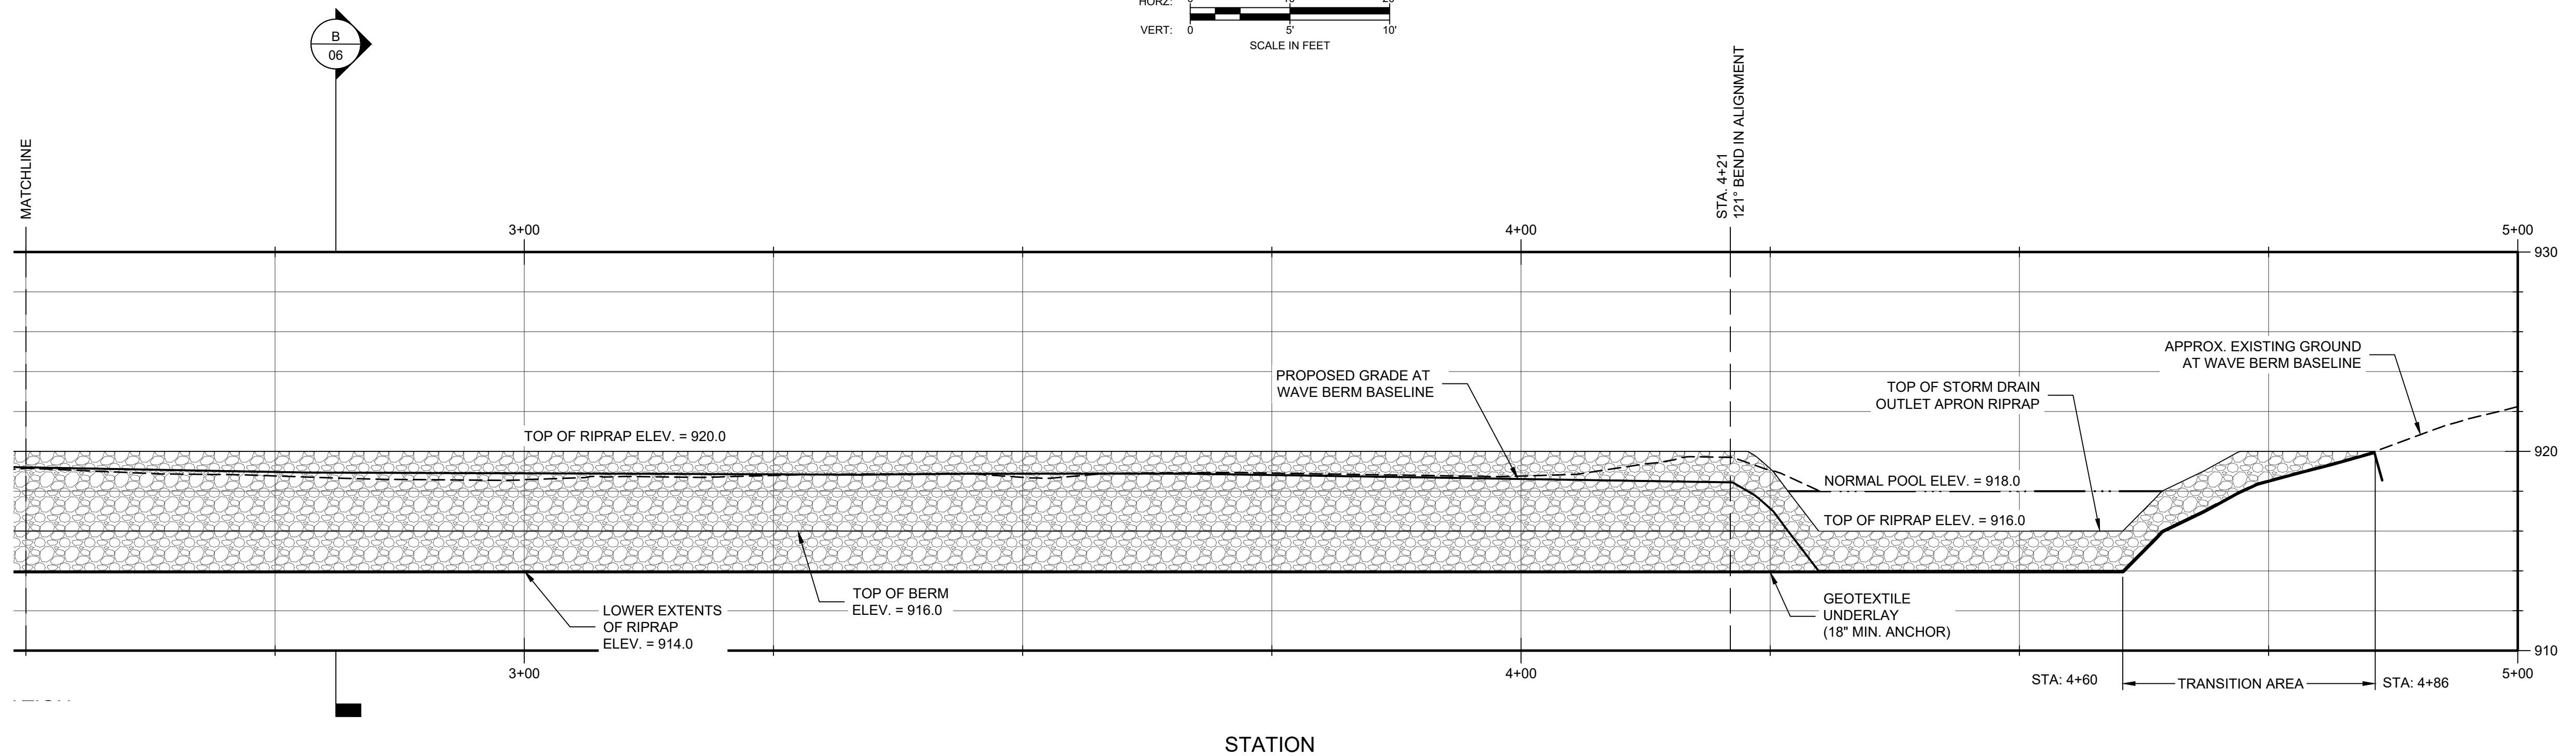 HORZ:
B
06
VERT: 0 5' 10'
SCALE IN FEET
MATCHLINE
STA. 4+21
121° BEND IN ALIGNMENT
3+00 4+00 5+00
930
APPROX. EXISTING GROUND
AT WAVE BERM BASELINE
PROPOSED GRADE AT
WAVE BERM BASELINE
TOP OF STORM DRAIN
OUTLET APRON RIPRAP
TOP OF RIPRAP ELEV. = 920.0
920
NORMAL POOL ELEV. = 918.0
TOP OF RIPRAP ELEV. = 916.0
TOP OF BERM
ELEV. = 916.0
LOWER EXTENTS
OF RIPRAP
ELEV. = 914.0
GEOTEXTILE
UNDERLAY
(18" MIN. ANCHOR)
910
3+00 4+00 5+00
STA: 4+60 TRANSITION AREA STA: 4+86
STATION